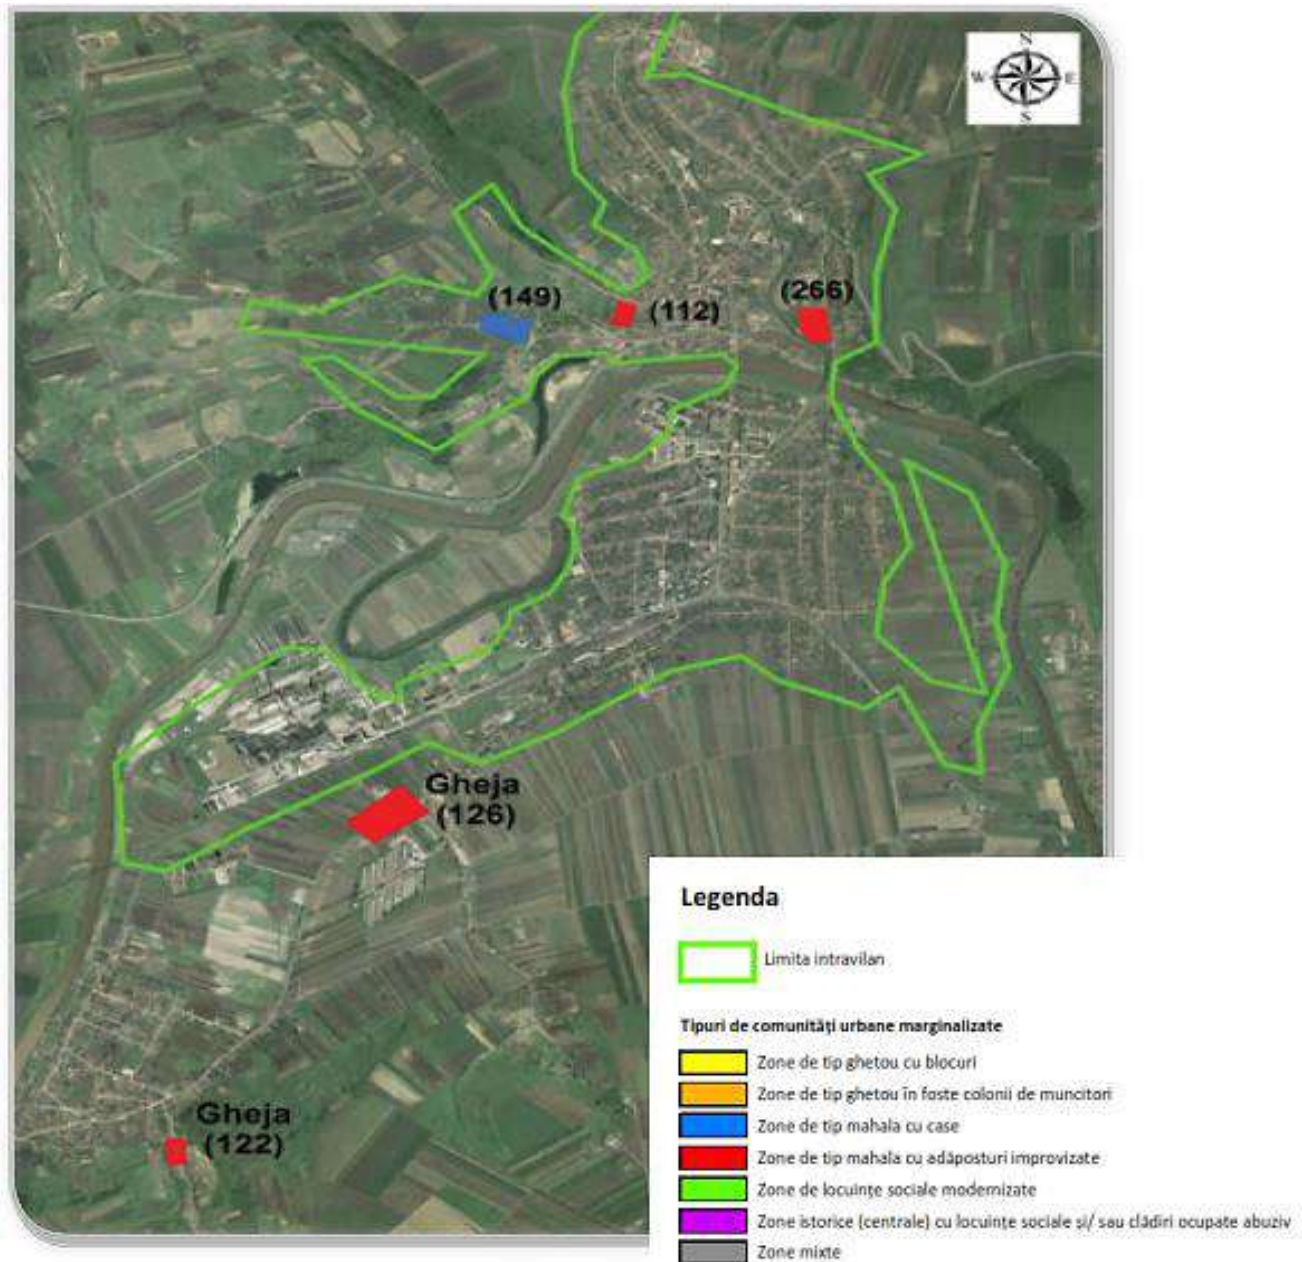 N
W E
S
(149)
(112)
(266)
Gheja
(126)
Gheja
(122)
Legenda
Limita intravilan
Tipuri de comunități urbane marginalizate
Zone de tip ghetou cu blocuri
Zone de tip ghetou în foste colonii de muncitori
Zone de tip mahala cu case
Zone de tip mahala cu adăposturi improvizate
Zone de locuințe sociale modernizate
Zone istorice (centrale) cu locuințe sociale și/ sau clădiri ocupate abuziv
Zone mixte